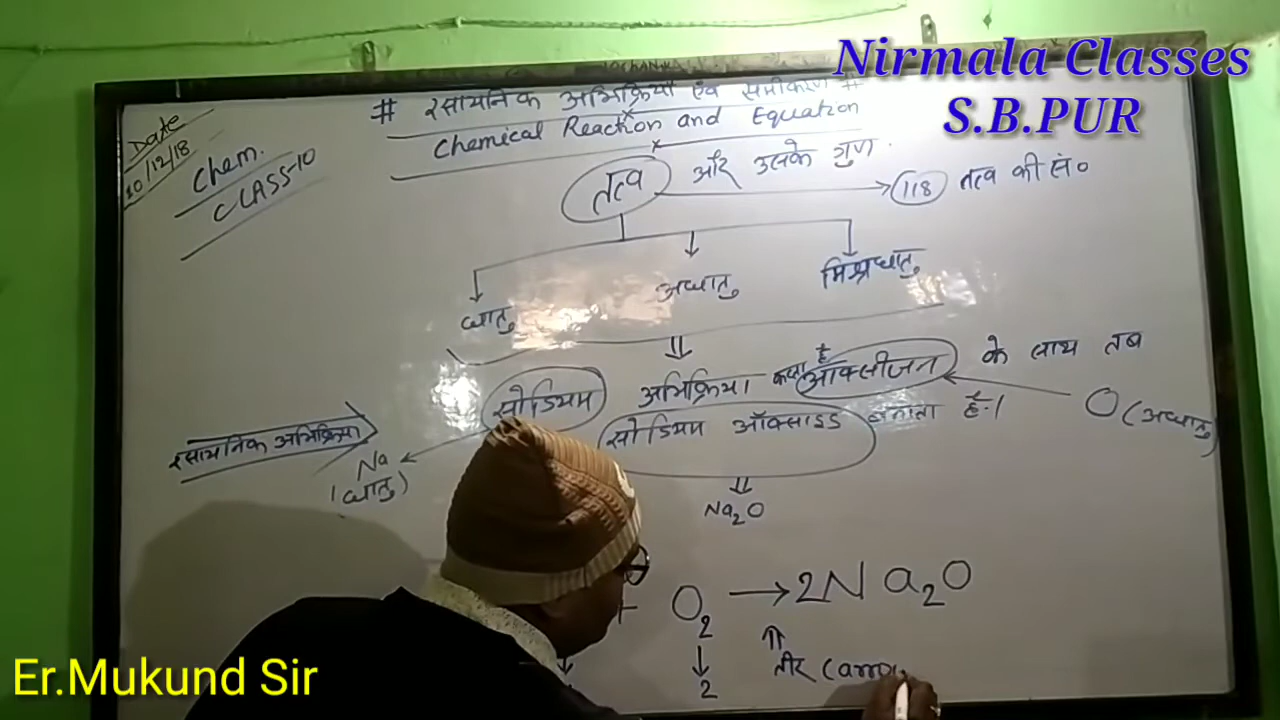 Nirmala Classes
S.B.PUR
Date
10/12/18
Chem.
CLASS-10
# रसायनिक अभिक्रिया एवं समीकरण #
Chemical Reaction and Equation
तत्व और उसके गुण.
118 तत्व की सं०
धातु अधातु मिश्रधातु
सोडियम अभिक्रिया करता है ऑक्सीजन के साथ तब
सोडियम ऑक्साइड बनाता है।
रसायनिक अभिक्रिया
Na
(धातु)
O (अधातु)
Na₂O
+ O₂ → 2Na₂O
2
तीर (arro
Er.Mukund Sir